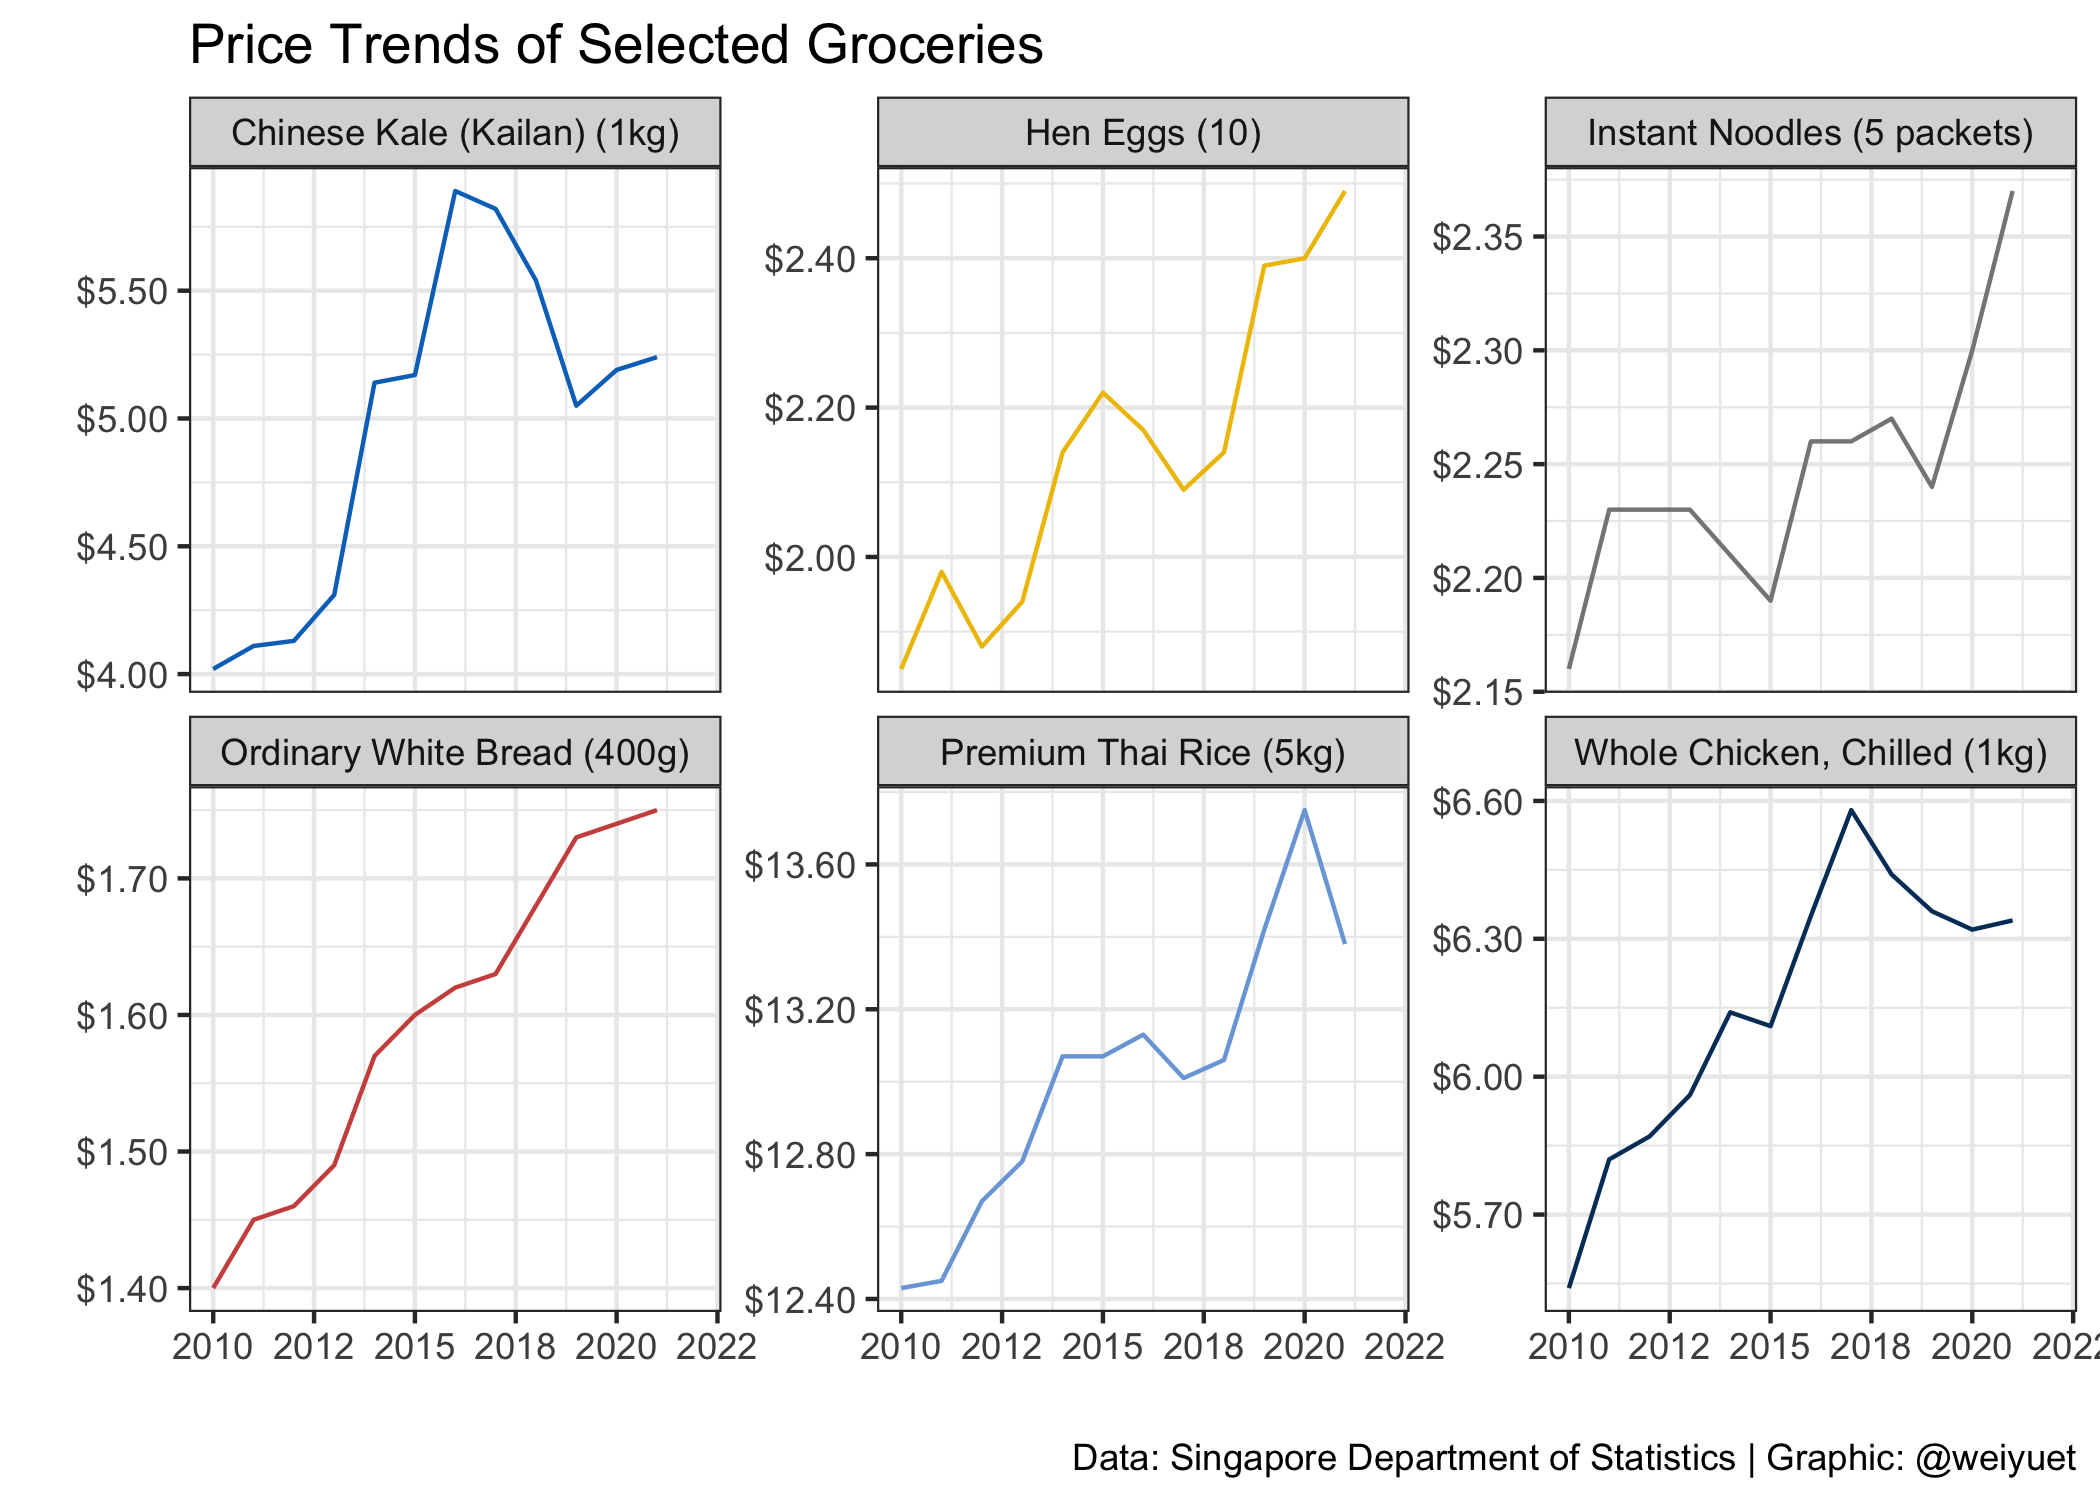 Price Trends of Selected Groceries
Chinese Kale (Kailan) (1kg)
$5.50
$5.00
$4.50
$4.00
Hen Eggs (10)
$2.40
$2.20
$2.00
Instant Noodles (5 packets)
$2.35
$2.30
$2.25
$2.20
$2.15
Ordinary White Bread (400g)
$1.70
$1.60
$1.50
$1.40
2010 2012 2015 2018 2020 2022
Premium Thai Rice (5kg)
$13.60
$13.20
$12.80
$12.40
2010 2012 2015 2018 2020 2022
Whole Chicken, Chilled (1kg)
$6.60
$6.30
$6.00
$5.70
2010 2012 2015 2018 2020 2022
Data: Singapore Department of Statistics | Graphic: @weiyuet